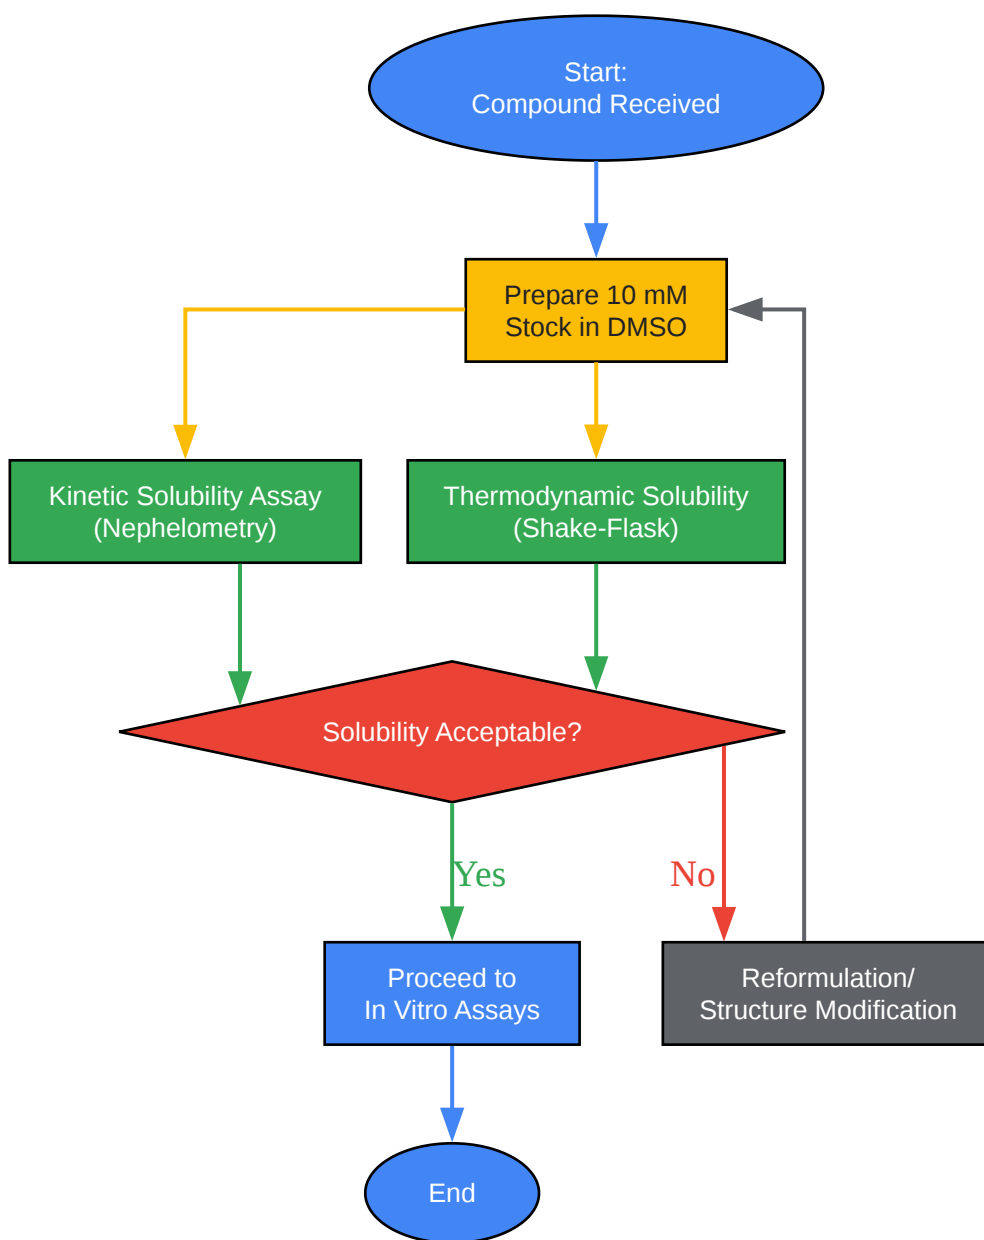 Start:
Compound Received
Prepare 10 mM
Stock in DMSO
Kinetic Solubility Assay
(Nephelometry)
Thermodynamic Solubility
(Shake-Flask)
Solubility Acceptable?
Yes
No
Proceed to
In Vitro Assays
Reformulation/
Structure Modification
End